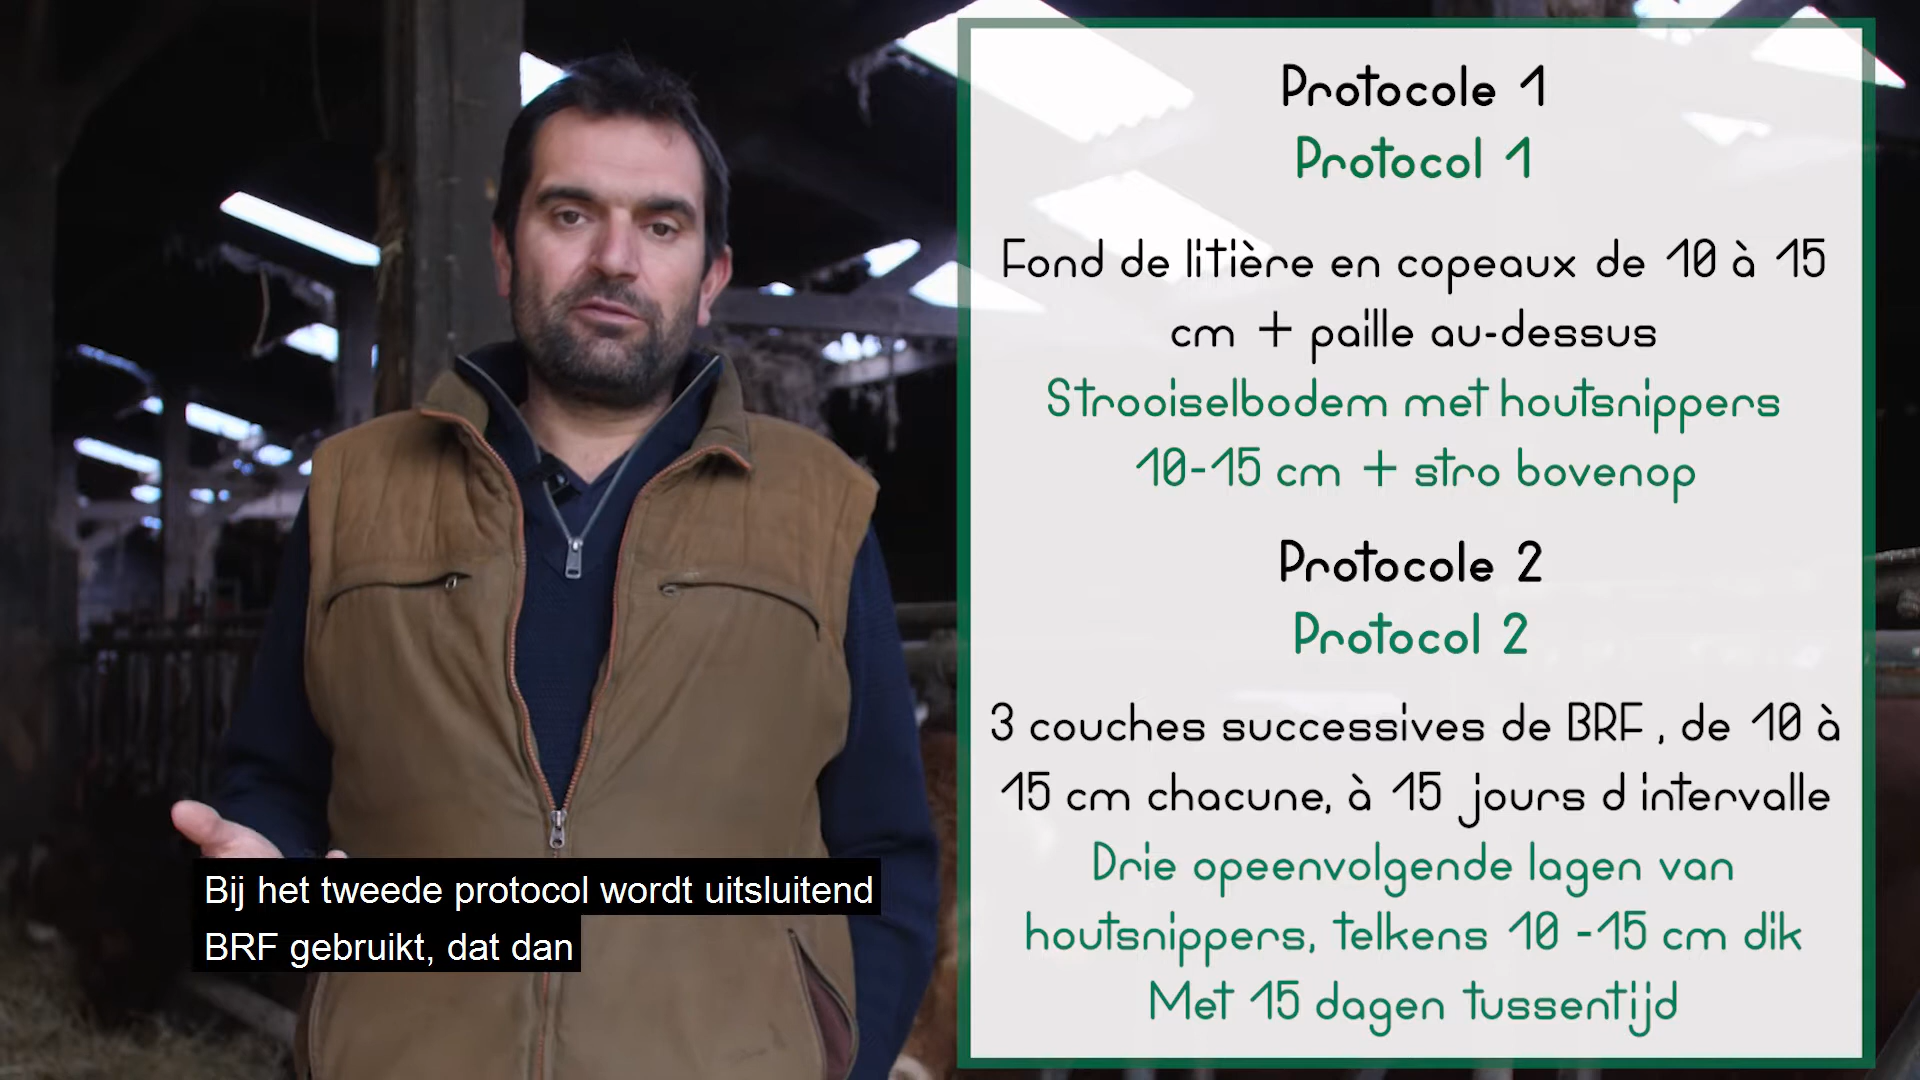 Protocole 1
Protocol 1
Fond de litière en copeaux de 10 à 15
cm + paille au-dessus
Strooiselbodem met houtsnippers
10-15 cm + stro bovenop
Protocole 2
Protocol 2
3 couches successives de BRF , de 10 à
15 cm chacune, à 15 jours d intervalle
Drie opeenvolgende lagen van
houtsnippers, telkens 10 -15 cm dik
Met 15 dagen tussentijd
Bij het tweede protocol wordt uitsluitend
BRF gebruikt, dat dan